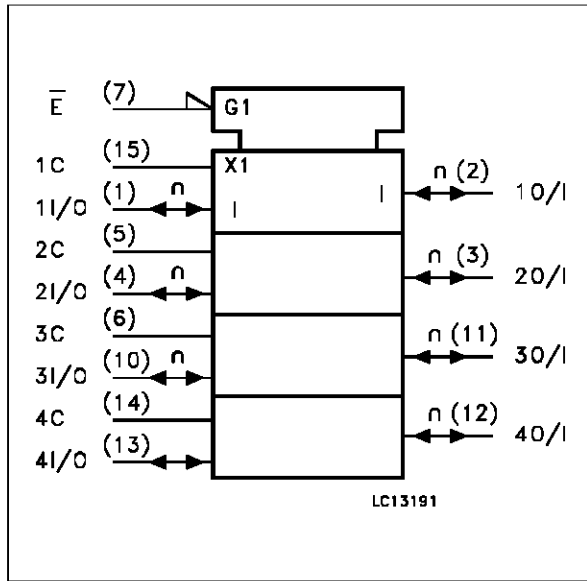 E̅ (7) G1
1C (15) X1
n (2) 1O/I
1I/O (1) n I I
2C (5)
n (3) 2O/I
2I/O (4) n
3C (6)
n (11) 3O/I
3I/O (10) n
4C (14)
n (12) 4O/I
4I/O (13)
LC13191